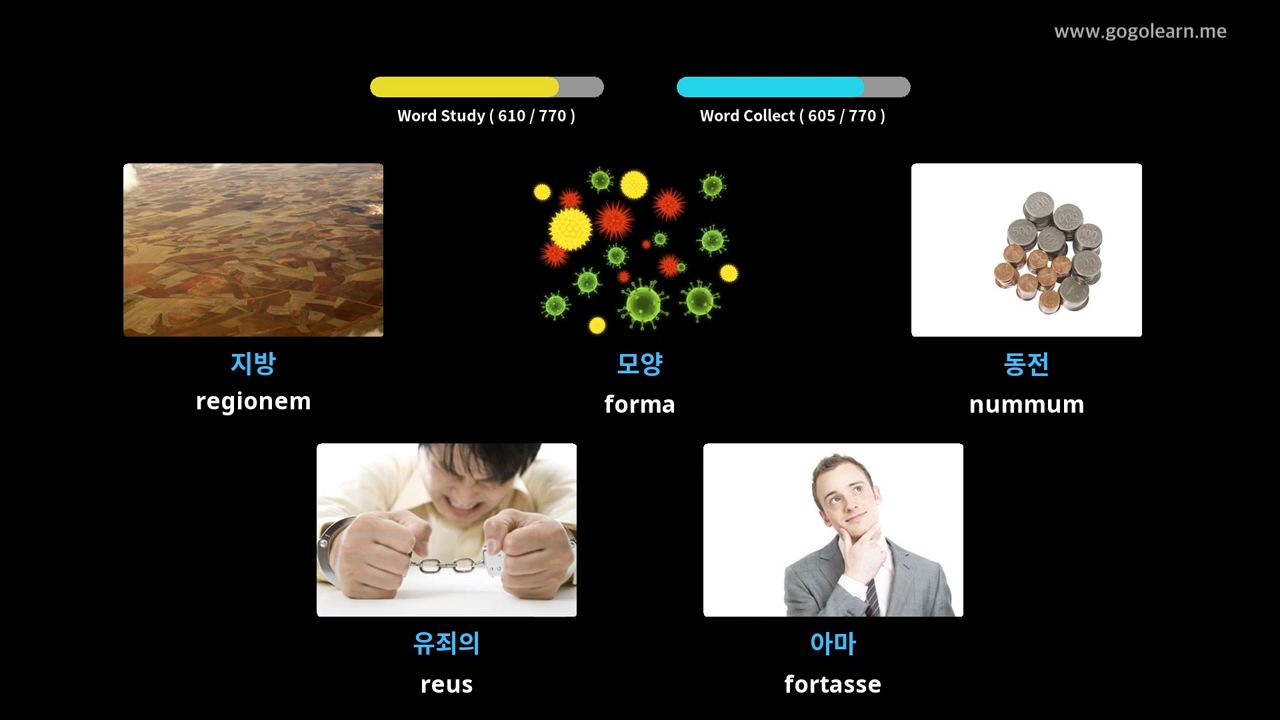 www.gogolearn.me
Word Study ( 610 / 770 )
Word Collect ( 605 / 770 )
지방
regionem
모양
forma
동전
nummum
유죄의
reus
아마
fortasse